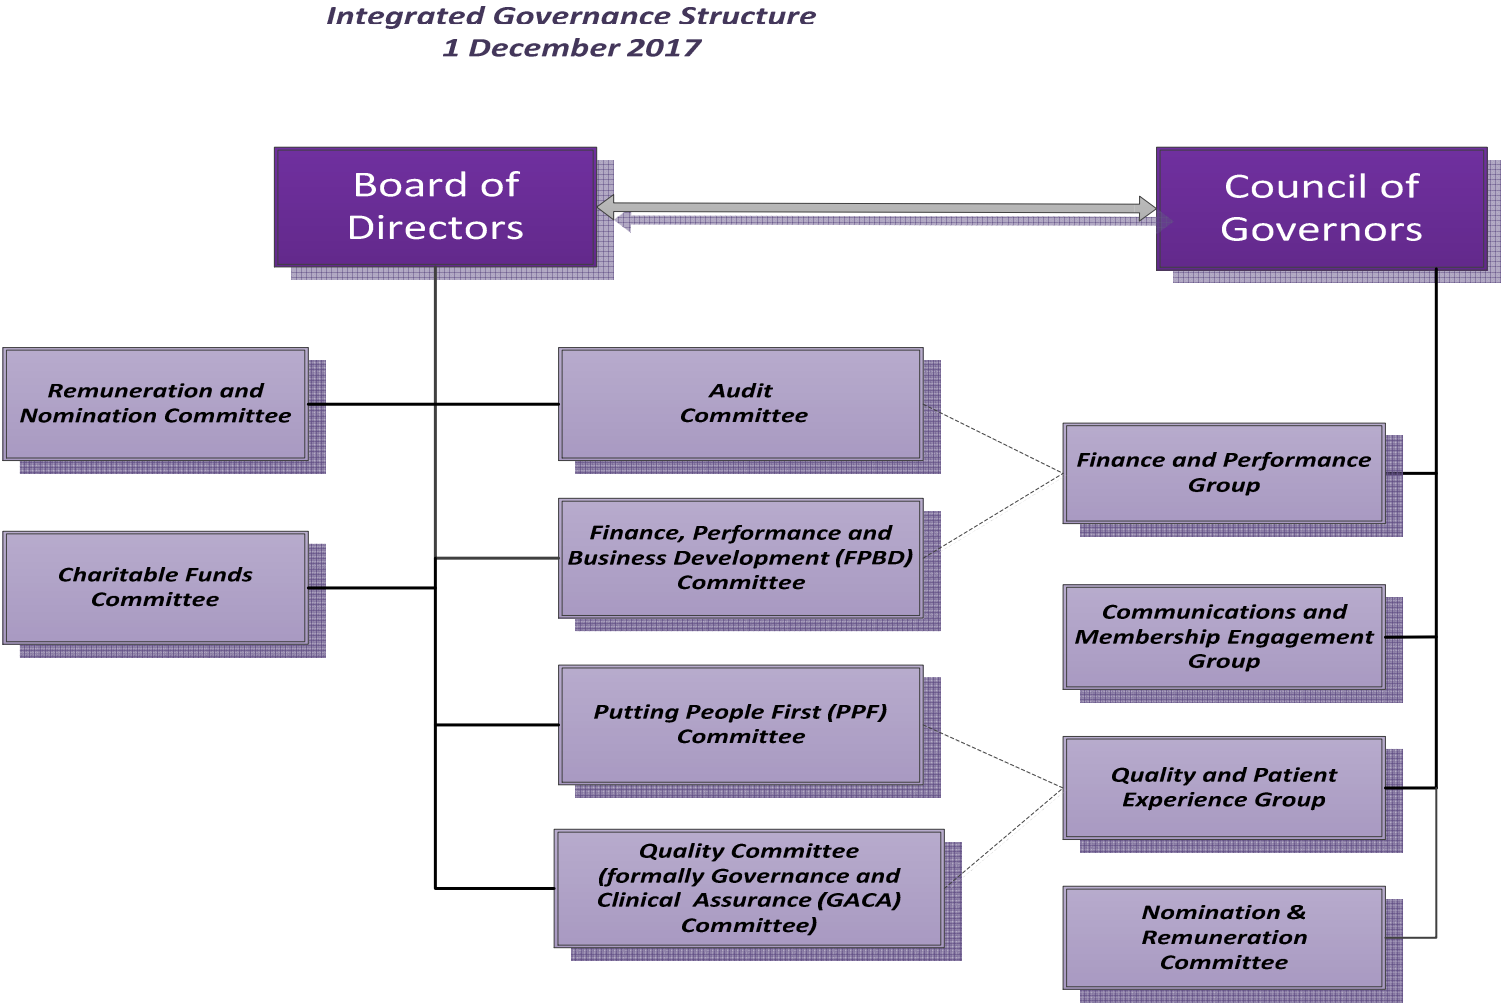 Integrated Governance Structure
1 December 2017
Board of
Directors
Council of
Governors
Remuneration and
Nomination Committee
Audit
Committee
Finance and Performance
Group
Finance, Performance and
Business Development (FPBD)
Committee
Charitable Funds
Committee
Communications and
Membership Engagement
Group
Putting People First (PPF)
Committee
Quality and Patient
Experience Group
Quality Committee
(formally Governance and
Clinical  Assurance (GACA)
Committee)
Nomination &
Remuneration
Committee